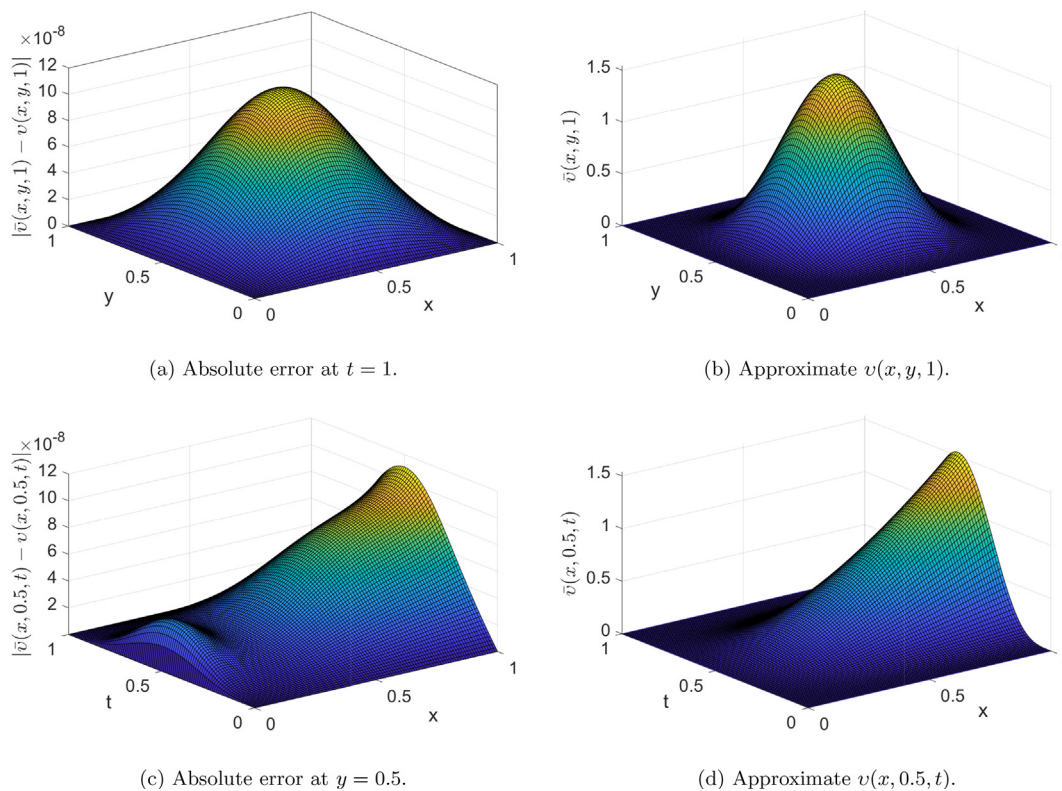 ×10⁻⁸
12
10
8
6
4
2
0
|v̄(x, y, 1) − v(x, y, 1)|
1
0.5
0
y
0
0.5
1
x
(a) Absolute error at t = 1.
1.5
1
0.5
0
v̄(x, y, 1)
1
0.5
0
y
0
0.5
x
(b) Approximate v(x, y, 1).
×10⁻⁸
12
10
8
6
4
2
|v̄(x, 0.5, t) − v(x, 0.5, t)|
1
0.5
0
t
0
0.5
1
x
(c) Absolute error at y = 0.5.
1.5
1
0.5
0
v̄(x, 0.5, t)
1
0.5
0
t
0
0.5
x
(d) Approximate v(x, 0.5, t).